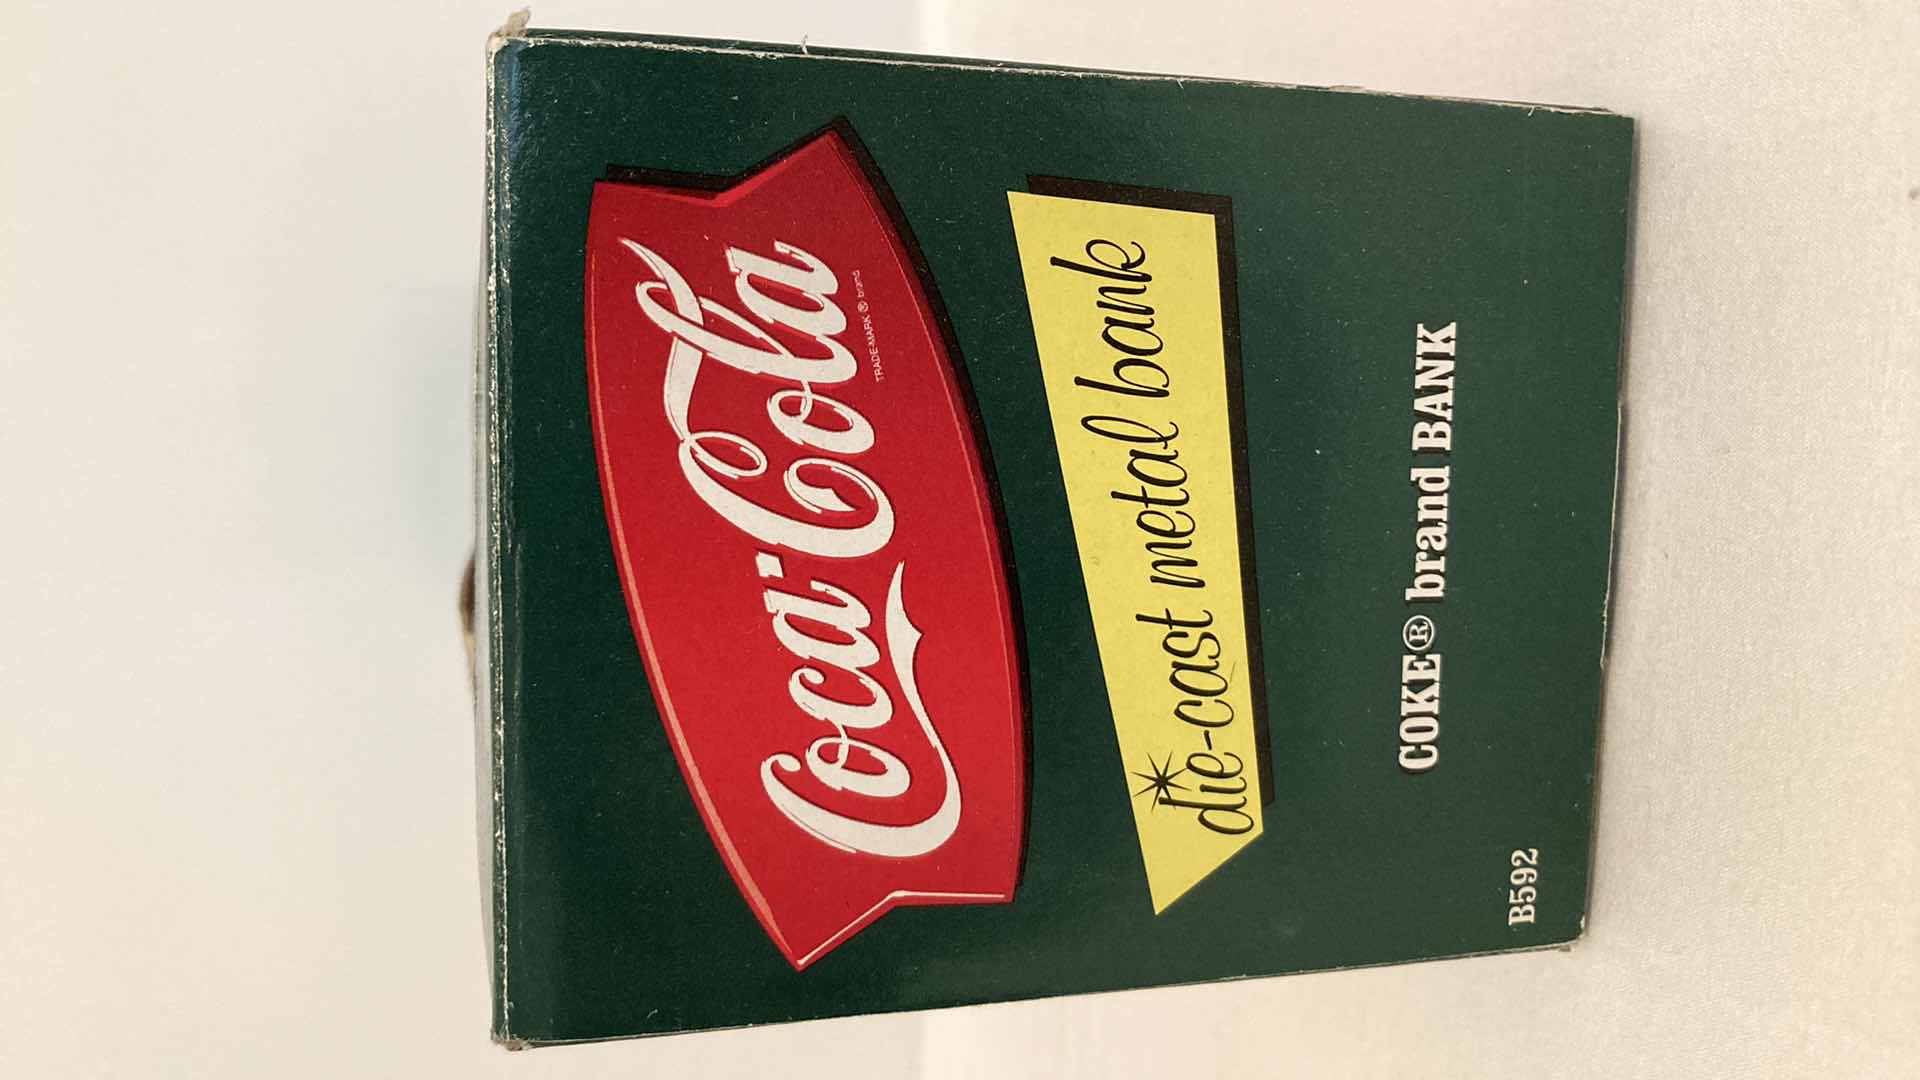 Coca-Cola
TRADE-MARK ® brand
die-cast metal bank
COKE® brand BANK
B592